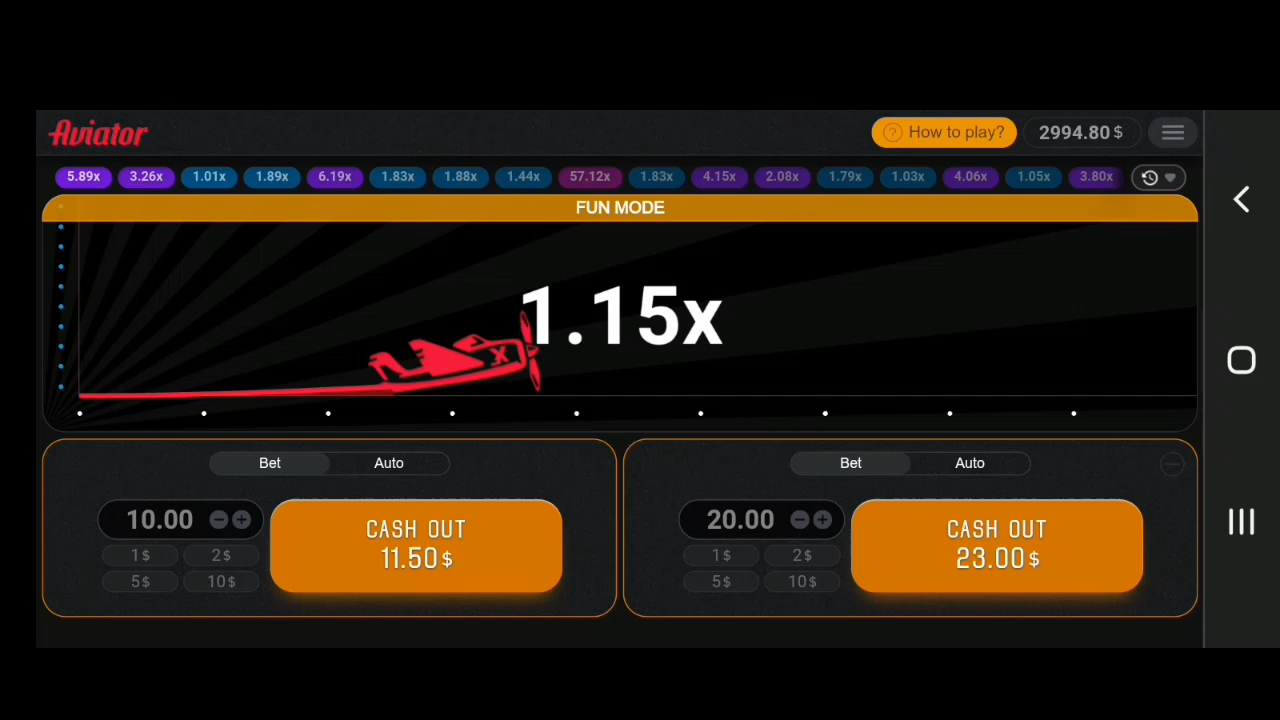 Aviator
? How to play?
2994.80 $
5.89x 3.26x 1.01x 1.89x 6.19x 1.83x 1.88x 1.44x 57.12x 1.83x 4.15x 2.08x 1.79x 1.03x 4.06x 1.05x 3.80x
FUN MODE
1.15x
X
Bet Auto
10.00
1$ 2$
5$ 10$
CASH OUT
11.50 $
Bet Auto
20.00
1$ 2$
5$ 10$
CASH OUT
23.00 $